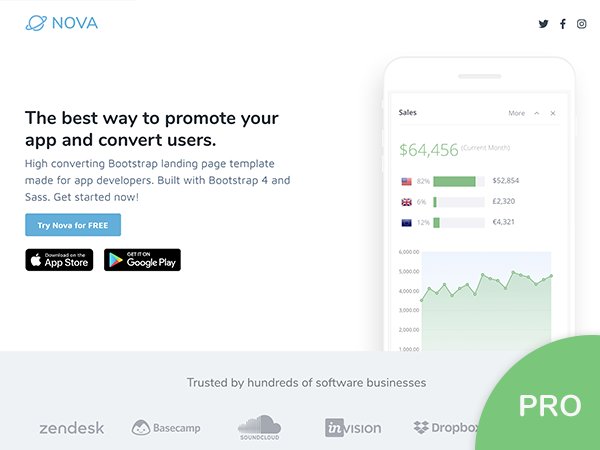 NOVA
The best way to promote your
app and convert users.
High converting Bootstrap landing page template
made for app developers. Built with Bootstrap 4 and
Sass. Get started now!
Try Nova for FREE
Download on the
App Store
GET IT ON
Google Play
Sales
More
$64,456 (Current Month)
82% $52,854
6% £2,320
12% €4,321
6,000.00
5,000.00
4,000.00
3,000.00
2,000.00
1,000.00
Trusted by hundreds of software businesses
zendesk
Basecamp
SOUNDCLOUD
inVISION
Dropbox
PRO